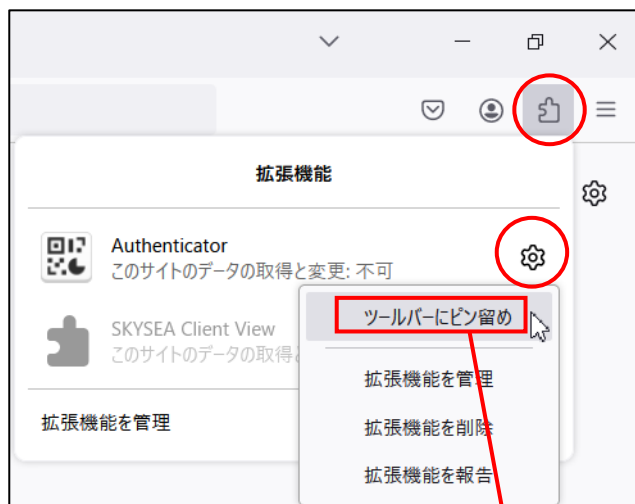 拡張機能
Authenticator
このサイトのデータの取得と変更: 不可
ツールバーにピン留め
SKYSEA Client View
このサイトのデータの取得と
拡張機能を管理
拡張機能を管理
拡張機能を削除
拡張機能を報告